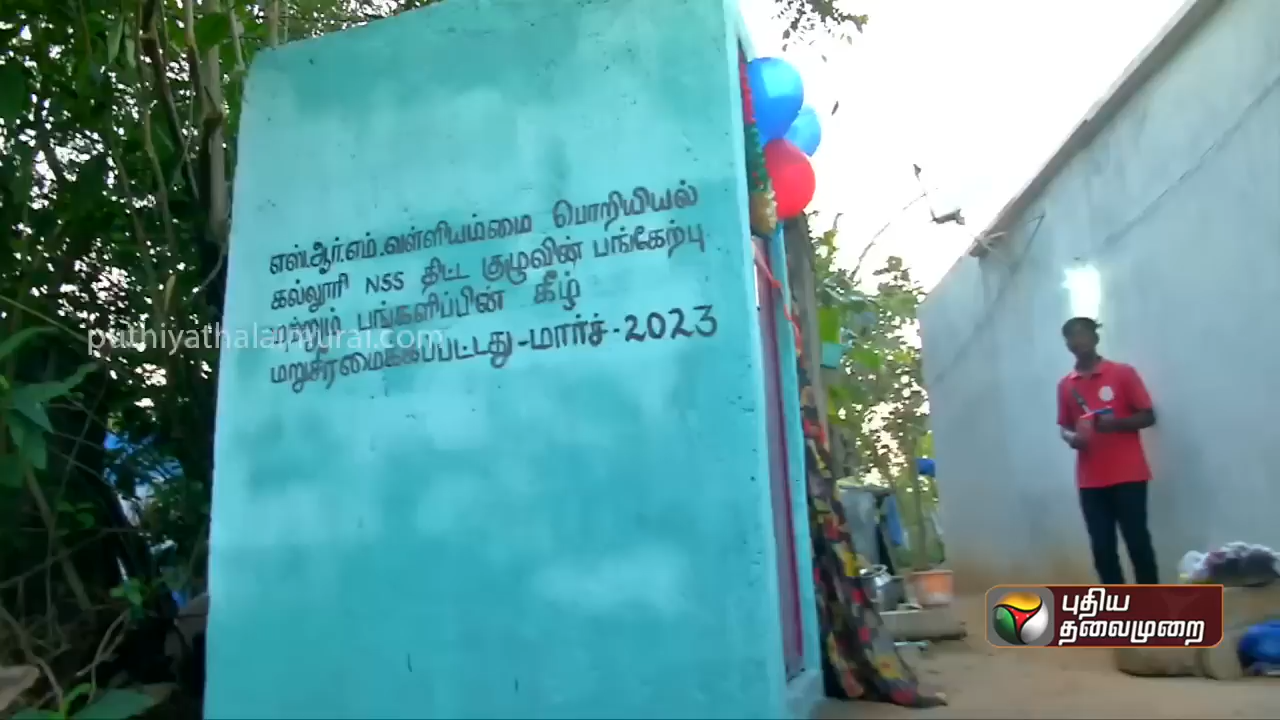 எஸ்.ஆர்.எம்.வள்ளியம்மை பொறியியல்
கல்லூரி NSS திட்ட குழுவின் பங்கேற்பு
மற்றும் பங்களிப்பின் கீழ்
மறுசீரமைக்கப்பட்டது-மார்ச்-2023
puthiyathalaimurai.com
புதிய
தலைமுறை